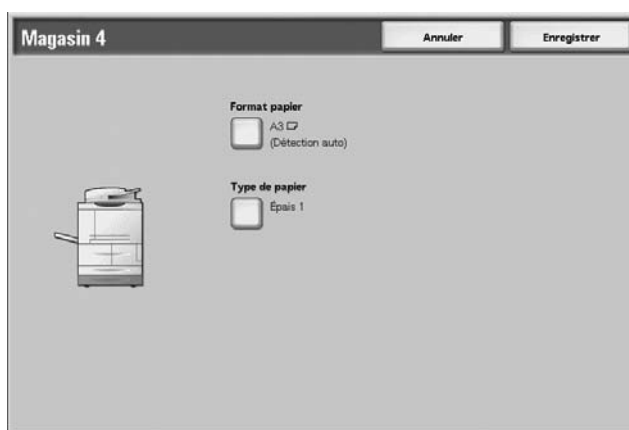 Magasin 4
Annuler
Enregistrer
Format papier
A3
(Détection auto)
Type de papier
Épais 1